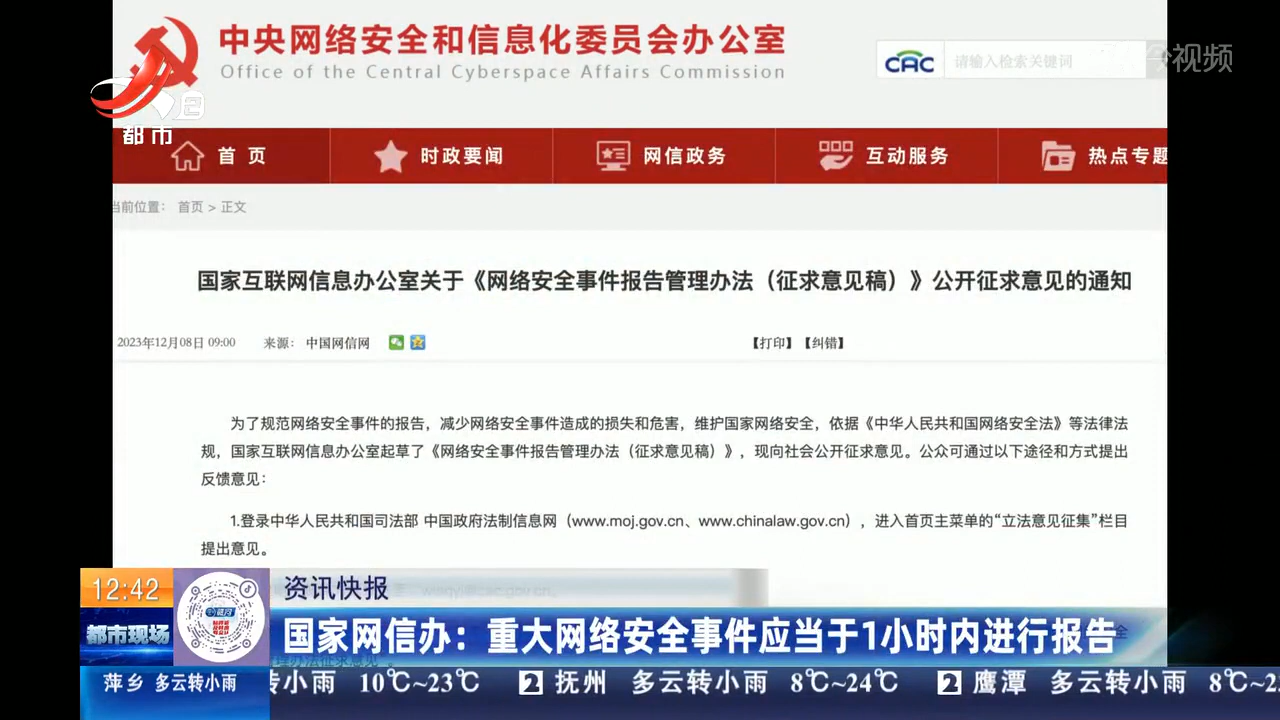 中央网络安全和信息化委员会办公室
Office of the Central Cyberspace Affairs Commission
CAC
请输入检索关键词
今视频
都市
首页
时政要闻
网信政务
互动服务
热点专题
当前位置： 首页 > 正文
国家互联网信息办公室关于《网络安全事件报告管理办法（征求意见稿）》公开征求意见的通知
2023年12月08日 09:00 来源： 中国网信网
【打印】【纠错】
为了规范网络安全事件的报告，减少网络安全事件造成的损失和危害，维护国家网络安全，依据《中华人民共和国网络安全法》等法律法
规，国家互联网信息办公室起草了《网络安全事件报告管理办法（征求意见稿）》，现向社会公开征求意见。公众可通过以下途径和方式提出
反馈意见：
1.登录中华人民共和国司法部 中国政府法制信息网（www.moj.gov.cn、www.chinalaw.gov.cn），进入首页主菜单的“立法意见征集”栏目
提出意见。
12:42
资讯快报
都市现场
国家网信办：重大网络安全事件应当于1小时内进行报告
萍乡 多云转小雨
转小雨 10℃~23℃ 2 抚州 多云转小雨 8℃~24℃ 2 鹰潭 多云转小雨 8℃~2